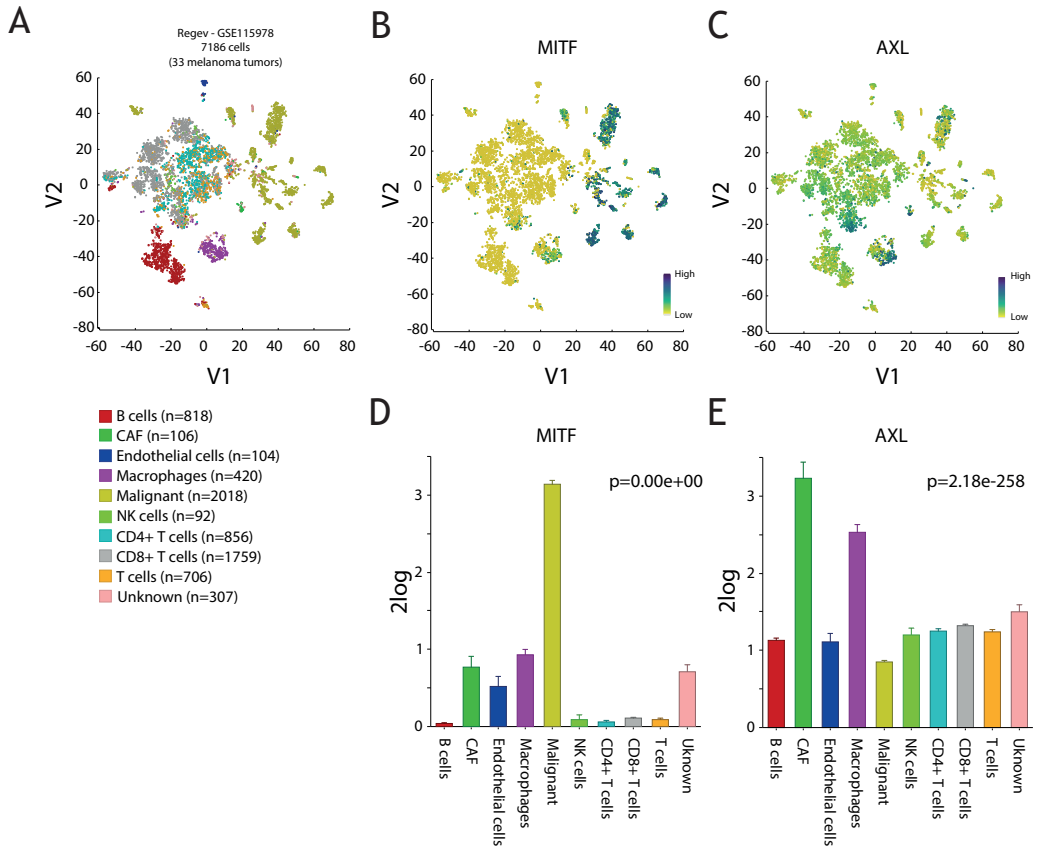 A
Regev - GSE115978
7186 cells
(33 melanoma tumors)
60
40
20
0
-20
-40
-60
-80
V2
-60
-40
-20
0
20
40
60
80
V1
B
MITF
60
40
20
0
-20
-40
-60
-80
V2
High
Low
-60
-40
-20
0
20
40
60
80
V1
C
AXL
60
40
20
0
-20
-40
-60
-80
V2
High
Low
-60
-40
-20
0
20
40
60
80
V1
B cells (n=818)
CAF (n=106)
Endothelial cells (n=104)
Macrophages (n=420)
Malignant (n=2018)
NK cells (n=92)
CD4+ T cells (n=856)
CD8+ T cells (n=1759)
T cells (n=706)
Unknown (n=307)
D
MITF
p=0.00e+00
3
2
1
0
2log
B cells
CAF
Endothelial cells
Macrophages
Malignant
NK cells
CD4+ T cells
CD8+ T cells
T cells
Uknown
E
AXL
p=2.18e-258
3
2
1
0
2log
B cells
CAF
Endothelial cells
Macrophages
Malignant
NK cells
CD4+ T cells
CD8+ T cells
T cells
Uknown